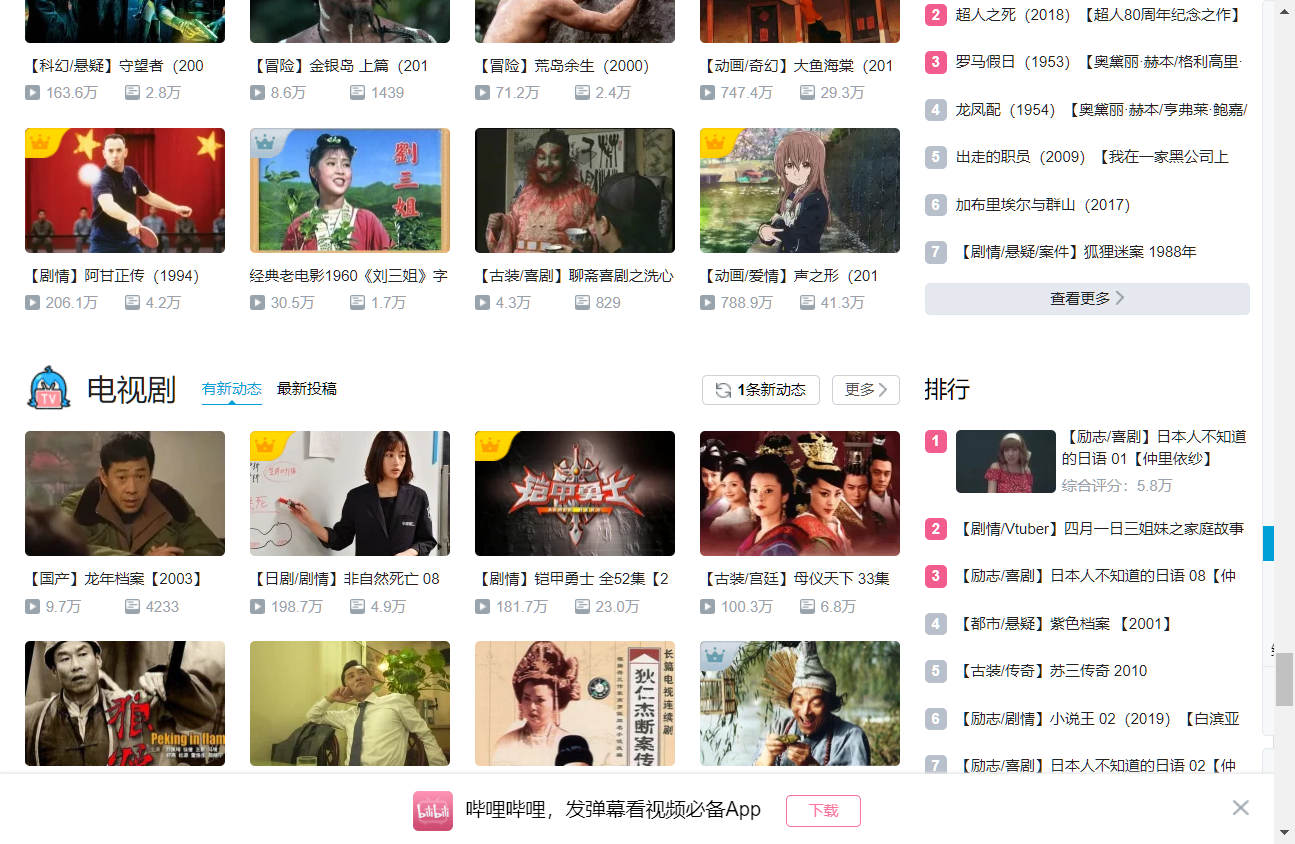 【科幻/悬疑】守望者（200
163.6万
2.8万
【冒险】金银岛 上篇（201
8.6万
1439
【冒险】荒岛余生（2000）
71.2万
2.4万
【动画/奇幻】大鱼海棠（201
747.4万
29.3万
劉三姐
【剧情】阿甘正传（1994）
206.1万
4.2万
经典老电影1960《刘三姐》字
30.5万
1.7万
【古装/喜剧】聊斋喜剧之洗心
4.3万
829
【动画/爱情】声之形（201
788.9万
41.3万
2
超人之死（2018）【超人80周年纪念之作】
3
罗马假日（1953）【奥黛丽·赫本/格利高里·
4
龙凤配（1954）【奥黛丽·赫本/亨弗莱·鲍嘉/
5
出走的职员（2009）【我在一家黑公司上
6
加布里埃尔与群山（2017）
7
【剧情/悬疑/案件】狐狸迷案 1988年
查看更多
TV
电视剧
有新动态
最新投稿
1条新动态
更多
铠甲勇士
【国产】龙年档案【2003】
9.7万
4233
【日剧/剧情】非自然死亡 08
198.7万
4.9万
【剧情】铠甲勇士 全52集【2
181.7万
23.0万
【古装/宫廷】母仪天下 33集
100.3万
6.8万
Peking in flam
长篇电视连续剧
狄仁杰断案传
排行
1
【励志/喜剧】日本人不知道
的日语 01【仲里依纱】
综合评分：5.8万
2
【剧情/Vtuber】四月一日三姐妹之家庭故事
3
【励志/喜剧】日本人不知道的日语 08【仲
4
【都市/悬疑】紫色档案 【2001】
5
【古装/传奇】苏三传奇 2010
6
【励志/剧情】小说王 02（2019）【白滨亚
7
【励志/喜剧】日本人不知道的日语 02【仲
bilibili
哔哩哔哩，发弹幕看视频必备App
下载